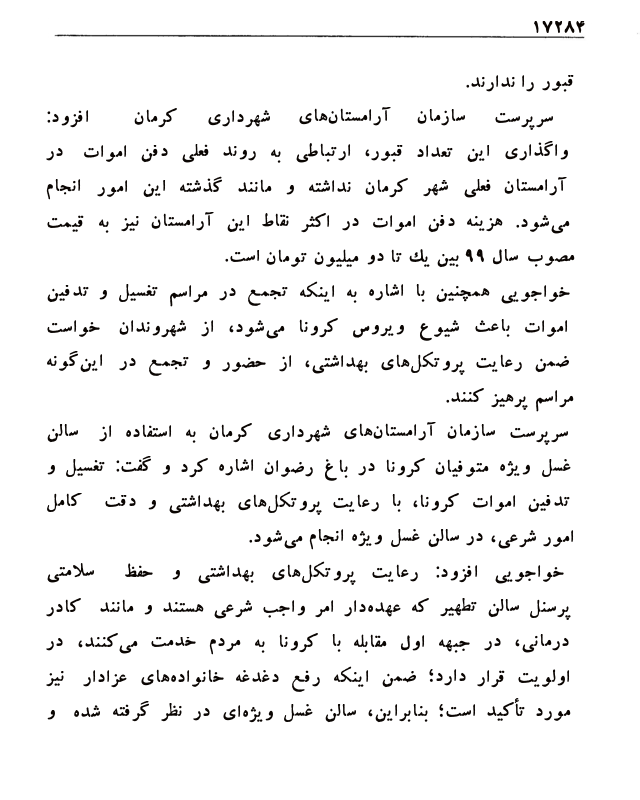 ۱۷۲۸۴
قبور را ندارند.
سرپرست سازمان آرامستان‌های شهرداری کرمان افزود:
واگذاری این تعداد قبور، ارتباطی به روند فعلی دفن اموات در
آرامستان فعلی شهر کرمان نداشته و مانند گذشته این امور انجام
می‌شود. هزینه دفن اموات در اکثر نقاط این آرامستان نیز به قیمت
مصوب سال ۹۹ بین یك تا دو میلیون تومان است.
خواجویی همچنین با اشاره به اینکه تجمع در مراسم تغسیل و تدفین
اموات باعث شیوع ویروس کرونا می‌شود، از شهروندان خواست
ضمن رعایت پروتکل‌های بهداشتی، از حضور و تجمع در این‌گونه
مراسم پرهیز کنند.
سرپرست سازمان آرامستان‌های شهرداری کرمان به استفاده از سالن
غسل ویژه متوفیان کرونا در باغ رضوان اشاره کرد و گفت: تغسیل و
تدفین اموات کرونا، با رعایت پروتکل‌های بهداشتی و دقت کامل
امور شرعی، در سالن غسل ویژه انجام می‌شود.
خواجویی افزود: رعایت پروتکل‌های بهداشتی و حفظ سلامتی
پرسنل سالن تطهیر که عهده‌دار امر واجب شرعی هستند و مانند کادر
درمانی، در جبهه اول مقابله با کرونا به مردم خدمت می‌کنند، در
اولویت قرار دارد؛ ضمن اینکه رفع دغدغه خانواده‌های عزادار نیز
مورد تأکید است؛ بنابراین، سالن غسل ویژه‌ای در نظر گرفته شده و